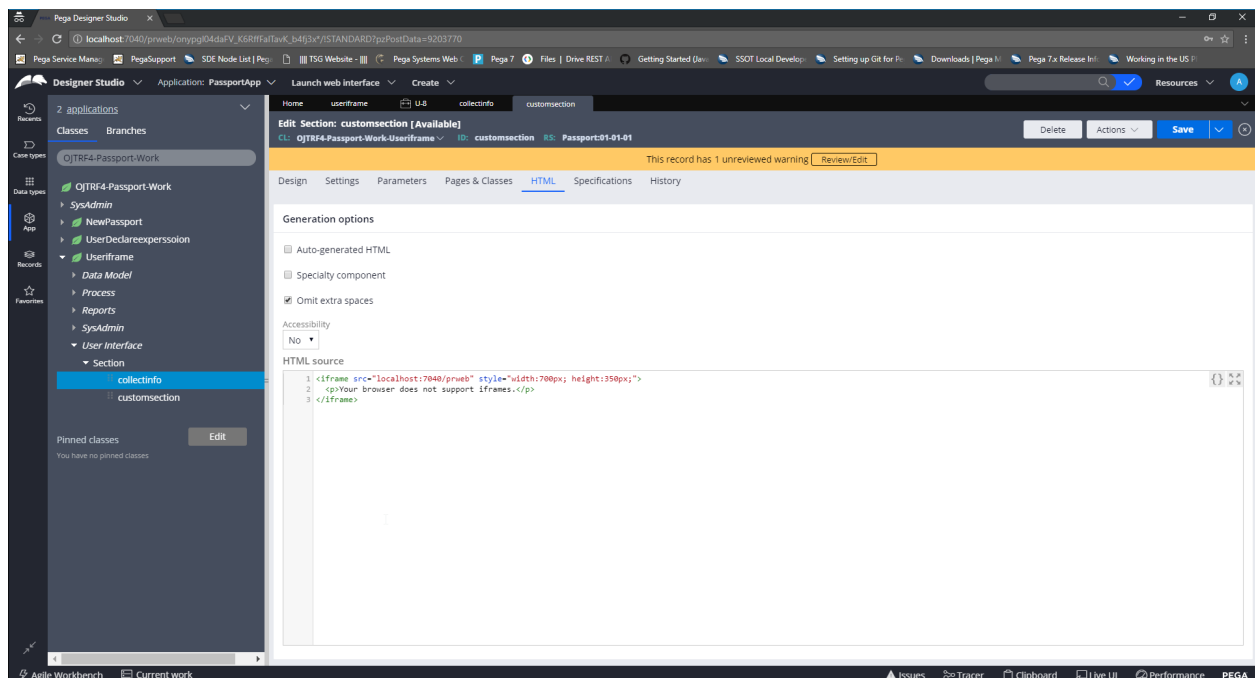 Pega Designer Studio
localhost:7040/prweb/onypgI04daFV_K6RffFalTavK_b4fj3x*/!STANDARD?pzPostData=9203770
Pega Service Manag PegaSupport SDE Node List | Peg |||| TSG Website - |||| Pega Systems Web C Pega 7 Files | Drive REST A Getting Started (Java SSOT Local Develop Setting up Git for Pe Downloads | Pega M Pega 7.x Release Inf Working in the US P
Designer Studio Application: PassportApp Launch web interface Create Resources A
Recents
2 applications
Home useriframe U-8 collectinfo customsection
Classes Branches
Edit Section: customsection [Available]
CL: OJTRF4-Passport-Work-Useriframe ID: customsection RS: Passport:01-01-01
Delete Actions Save
Case types
OJTRF4-Passport-Work
This record has 1 unreviewed warning Review/Edit
Data types
OJTRF4-Passport-Work
Design Settings Parameters Pages & Classes HTML Specifications History
SysAdmin
App
NewPassport
Generation options
UserDeclareexperssoion
Auto-generated HTML
Records
Useriframe
Data Model
Specialty component
Favorites
Process
Omit extra spaces
Reports
SysAdmin
Accessibility
No
User Interface
Section
HTML source
collectinfo
customsection
1 <iframe src="localhost:7040/prweb" style="width:700px; height:350px;">
2 <p>Your browser does not support iframes.</p>
3 </iframe>
{}
Pinned classes Edit
You have no pinned classes
Agile Workbench Current work Issues Tracer Clipboard Live UI Performance PEGA